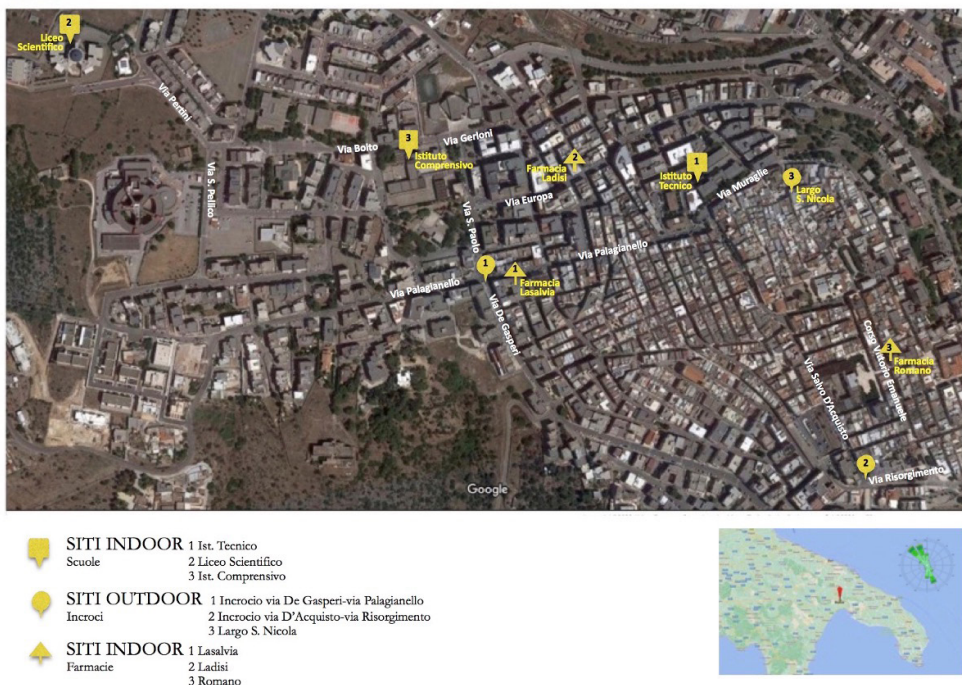 2
Liceo
Scientifico
Via Pertini
Via S. Pellico
Via Boito
3
Istituto
Comprensivo
Via Gerloni
2
Farmacia
Ladisi
Via Europa
1
Istituto
Tecnico
Via Muraglie
3
Largo
S. Nicola
Via S. Paolo
Via Palagianello
1
1
Farmacia
Lasalvia
Via Palagianello
Via De Gasperi
Corso Vittorio Emanuele
3
Farmacia
Romano
Via Salvo D'Acquisto
2
Via Risorgimento
Google
SITI INDOOR 1 Ist. Tecnico
Scuole 2 Liceo Scientifico
3 Ist. Comprensivo
SITI OUTDOOR 1 Incrocio via De Gasperi-via Palagianello
Incroci 2 Incrocio via D'Acquisto-via Risorgimento
3 Largo S. Nicola
SITI INDOOR 1 Lasalvia
Farmacie 2 Ladisi
3 Romano